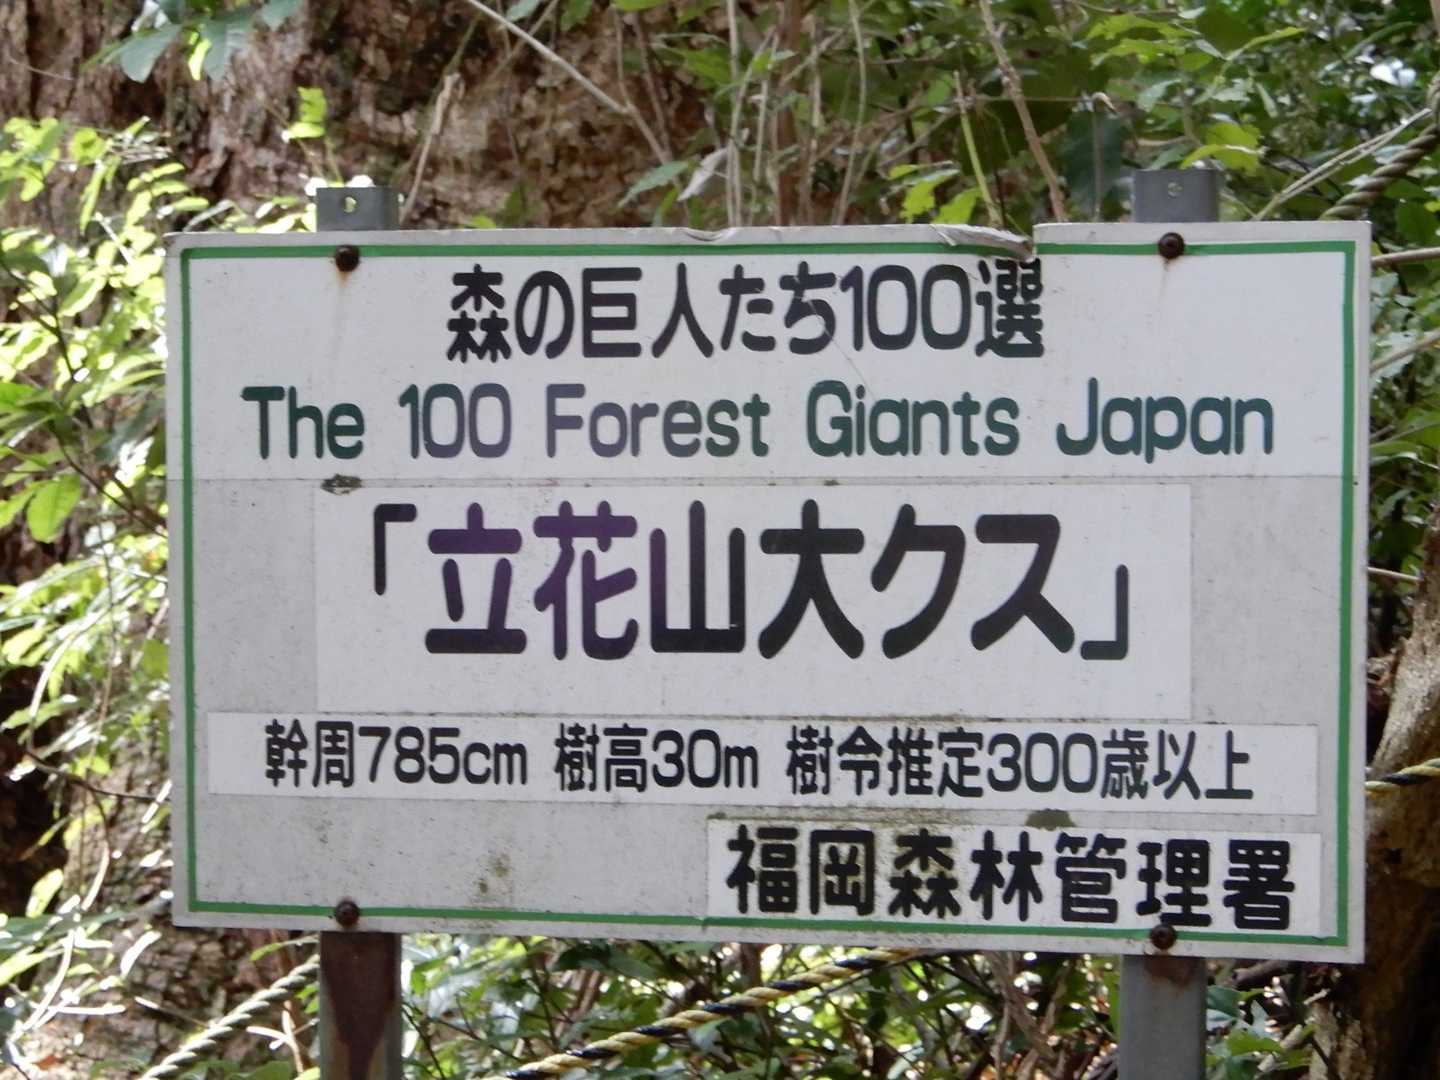 森の巨人たち100選
The 100 Forest Giants Japan
「立花山大クス」
幹周785cm 樹高30m 樹令推定300歳以上
福岡森林管理署